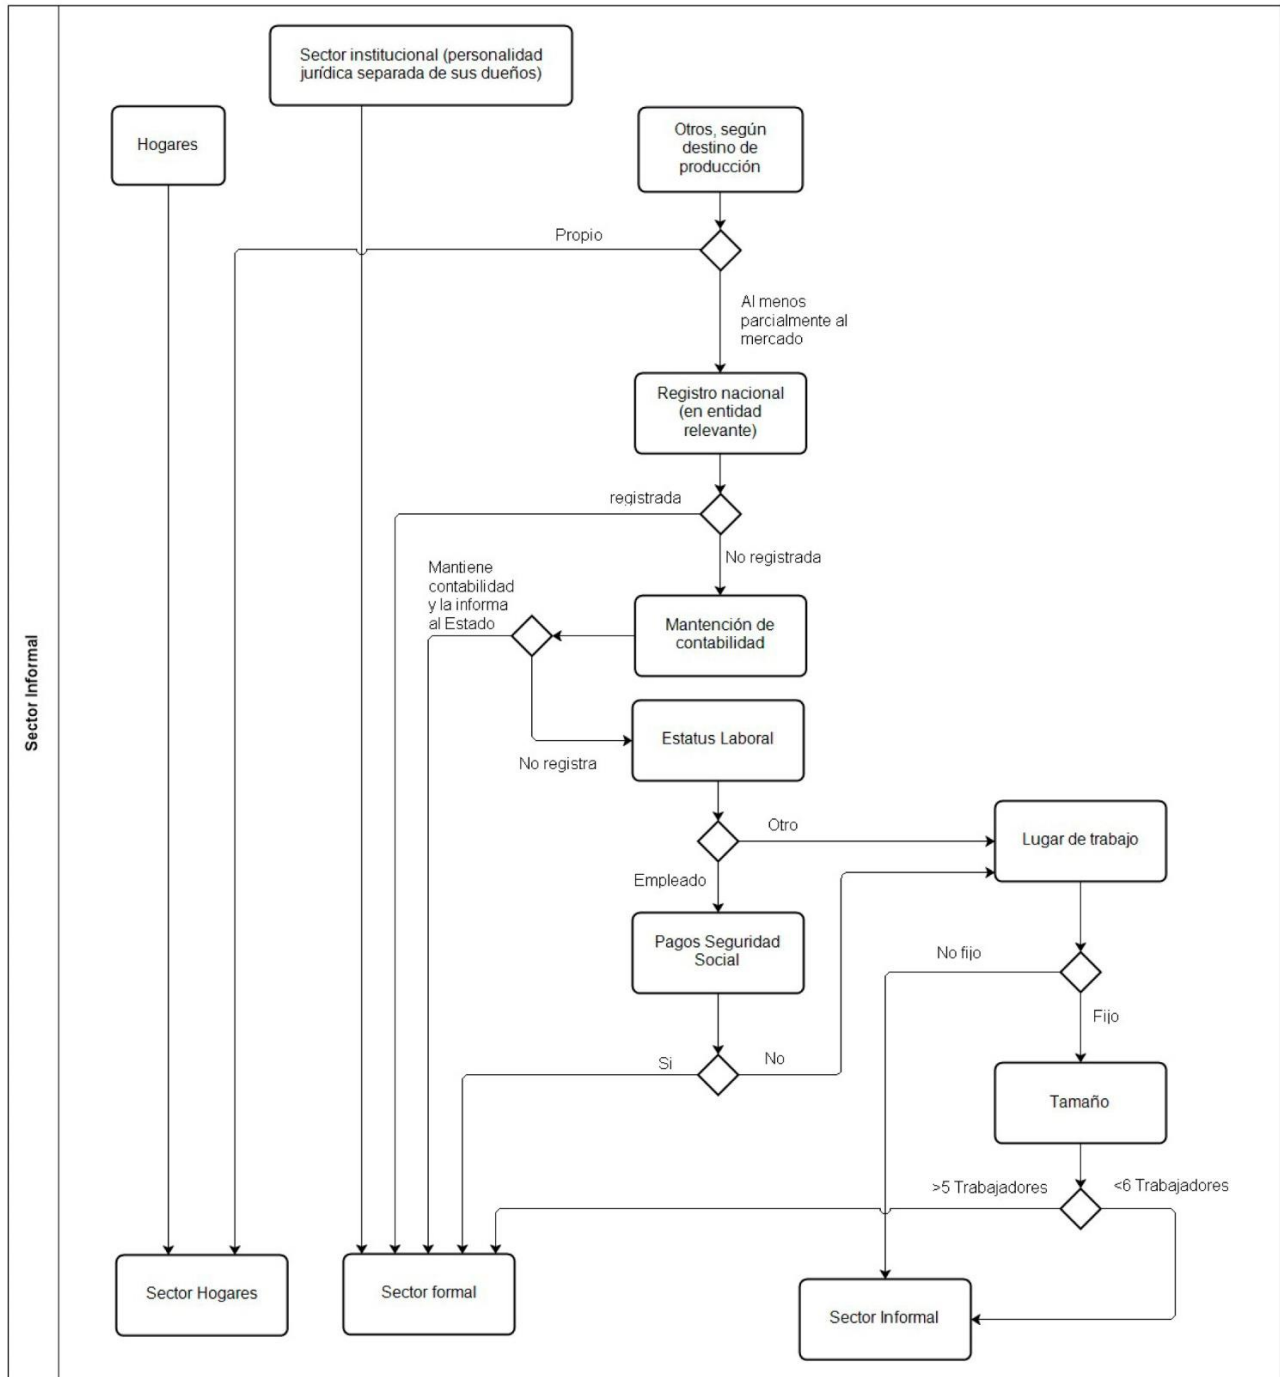 Sector Informal
Sector institucional (personalidad
jurídica separada de sus dueños)
Hogares
Otros, según
destino de
producción
Propio
Al menos
parcialmente al
mercado
Registro nacional
(en entidad
relevante)
registrada
No registrada
Mantiene
contabilidad
y la informa
al Estado
Mantención de
contabilidad
Estatus Laboral
No registra
Otro
Lugar de trabajo
Empleado
Pagos Seguridad
Social
No fijo
Fijo
Si
No
Tamaño
>5 Trabajadores
<6 Trabajadores
Sector Hogares
Sector formal
Sector Informal